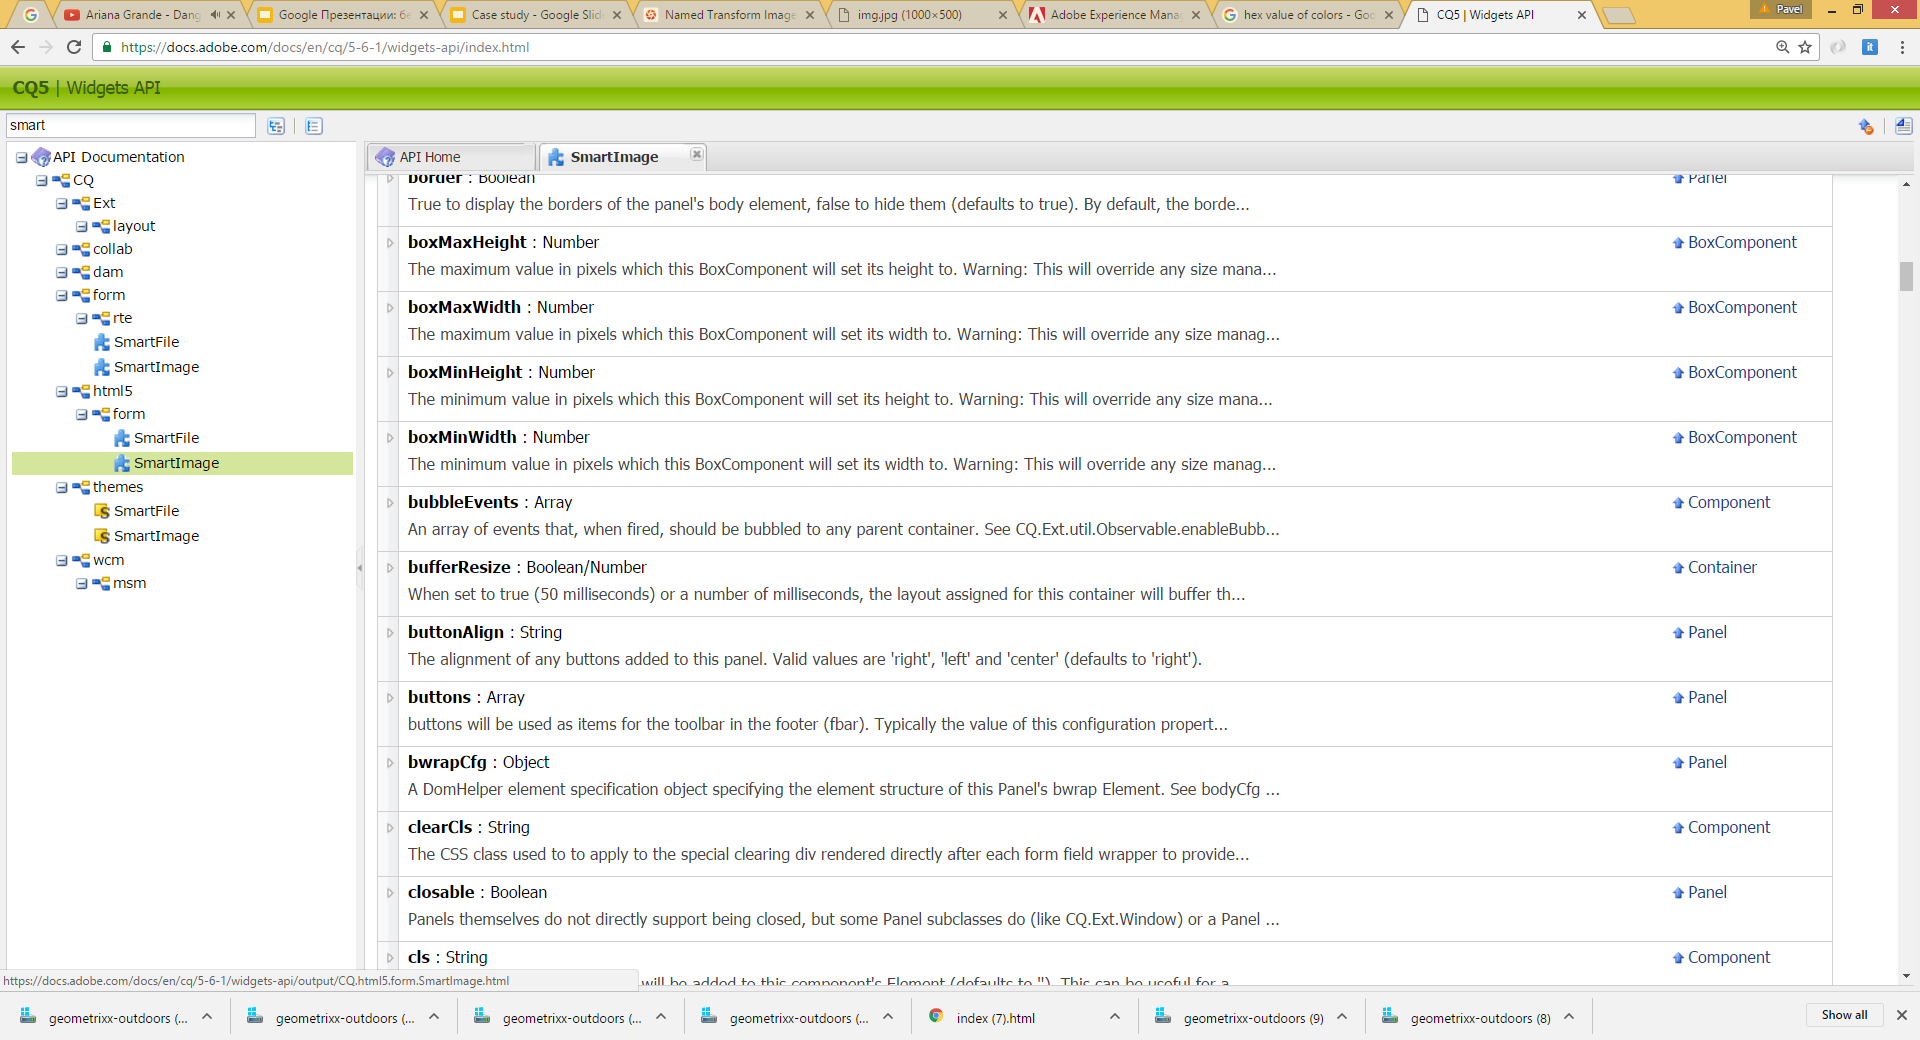 Ariana Grande - Dang
Google Презентации: бе
Case study - Google Slide
Named Transform Image
img.jpg (1000×500)
Adobe Experience Mana
hex value of colors - Goo
CQ5 | Widgets API
Pavel
https://docs.adobe.com/docs/en/cq/5-6-1/widgets-api/index.html
CQ5 | Widgets API
smart
API Documentation
CQ
Ext
layout
collab
dam
form
rte
SmartFile
SmartImage
html5
form
SmartFile
SmartImage
themes
SmartFile
SmartImage
wcm
msm
API Home
SmartImage
border : Boolean
Panel
True to display the borders of the panel's body element, false to hide them (defaults to true). By default, the borde...
boxMaxHeight : Number
BoxComponent
The maximum value in pixels which this BoxComponent will set its height to. Warning: This will override any size mana...
boxMaxWidth : Number
BoxComponent
The maximum value in pixels which this BoxComponent will set its width to. Warning: This will override any size manag...
boxMinHeight : Number
BoxComponent
The minimum value in pixels which this BoxComponent will set its height to. Warning: This will override any size mana...
boxMinWidth : Number
BoxComponent
The minimum value in pixels which this BoxComponent will set its width to. Warning: This will override any size manag...
bubbleEvents : Array
Component
An array of events that, when fired, should be bubbled to any parent container. See CQ.Ext.util.Observable.enableBubb...
bufferResize : Boolean/Number
Container
When set to true (50 milliseconds) or a number of milliseconds, the layout assigned for this container will buffer th...
buttonAlign : String
Panel
The alignment of any buttons added to this panel. Valid values are 'right', 'left' and 'center' (defaults to 'right').
buttons : Array
Panel
buttons will be used as items for the toolbar in the footer (fbar). Typically the value of this configuration propert...
bwrapCfg : Object
Panel
A DomHelper element specification object specifying the element structure of this Panel's bwrap Element. See bodyCfg ...
clearCls : String
Component
The CSS class used to to apply to the special clearing div rendered directly after each form field wrapper to provide...
closable : Boolean
Panel
Panels themselves do not directly support being closed, but some Panel subclasses do (like CQ.Ext.Window) or a Panel ...
cls : String
Component
will be added to this component's Element (defaults to ''). This can be useful for a
https://docs.adobe.com/docs/en/cq/5-6-1/widgets-api/output/CQ.html5.form.SmartImage.html
geometrixx-outdoors (...
geometrixx-outdoors (...
geometrixx-outdoors (...
geometrixx-outdoors (...
index (7).html
geometrixx-outdoors (9)
geometrixx-outdoors (8)
Show all